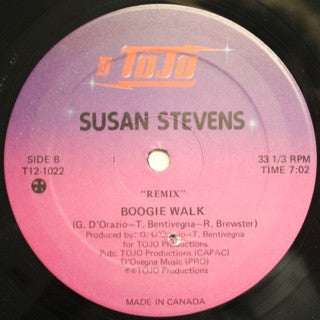 TOJO
SUSAN STEVENS
SIDE B
T12-1022
33 1/3 RPM
TIME 7:02
"REMIX"
BOOGIE WALK
(G. D'Orazio—T. Bentivegna—R. Brewster)
Produced by: G. D'Orazio—T. Bentivegna
for TOJO Productions
Pub: TOJO Productions (CAPAC)
D'Ovegna Music (PRO)
℗©TOJO Productions
MADE IN CANADA